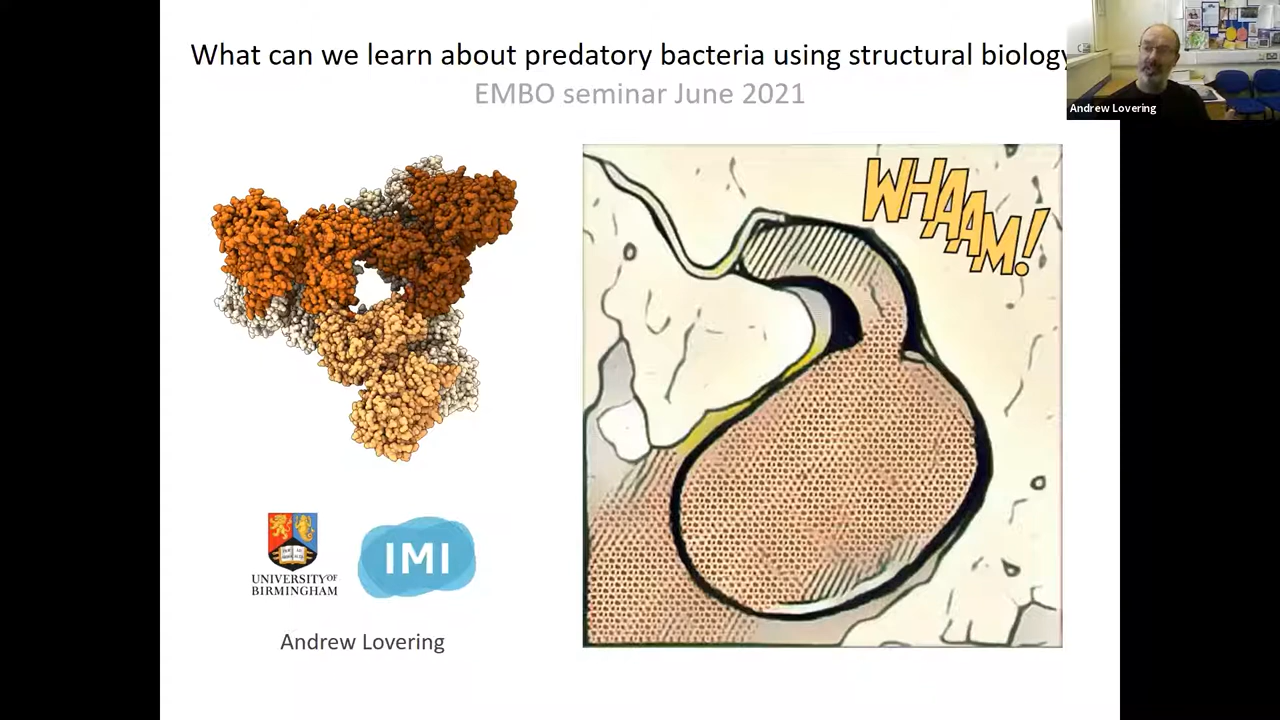 What can we learn about predatory bacteria using structural biology
EMBO seminar June 2021
Andrew Lovering
WHAAM!
UNIVERSITY OF
BIRMINGHAM
IMI
Andrew Lovering